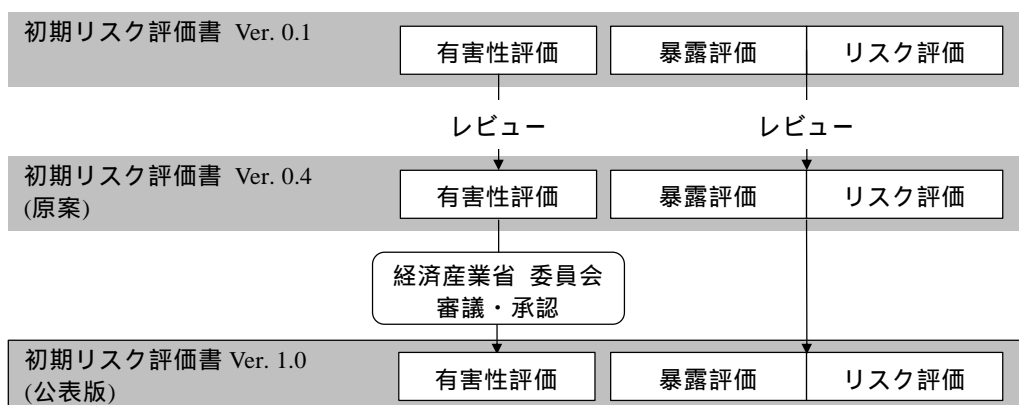 初期リスク評価書 Ver. 0.1
有害性評価 暴露評価 リスク評価
レビュー レビュー
初期リスク評価書 Ver. 0.4
(原案)
有害性評価 暴露評価 リスク評価
経済産業省 委員会
審議・承認
初期リスク評価書 Ver. 1.0
(公表版)
有害性評価 暴露評価 リスク評価